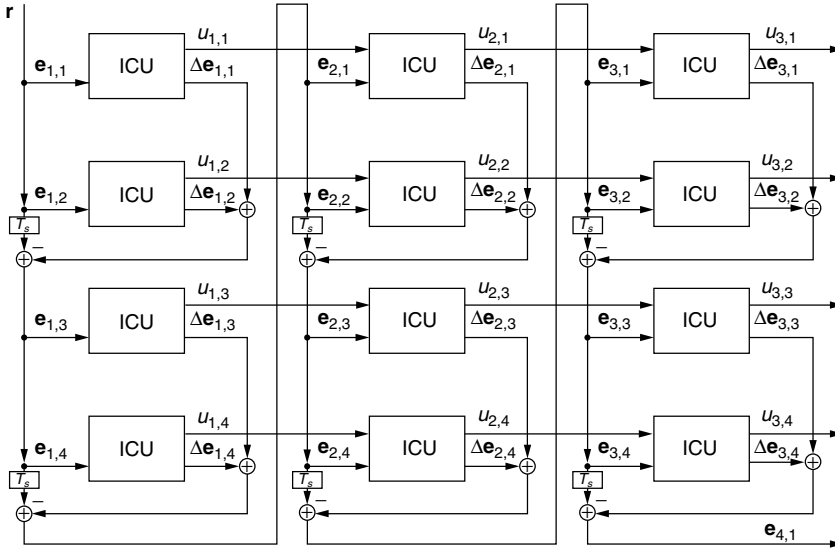 r
e1,1 ICU u1,1 Δe1,1 e2,1 ICU u2,1 Δe2,1 e3,1 ICU u3,1 Δe3,1
e1,2 ICU u1,2 Δe1,2 e2,2 ICU u2,2 Δe2,2 e3,2 ICU u3,2 Δe3,2
Ts Ts Ts
− − −
e1,3 ICU u1,3 Δe1,3 e2,3 ICU u2,3 Δe2,3 e3,3 ICU u3,3 Δe3,3
e1,4 ICU u1,4 Δe1,4 e2,4 ICU u2,4 Δe2,4 e3,4 ICU u3,4 Δe3,4
Ts Ts Ts
− − −
e4,1